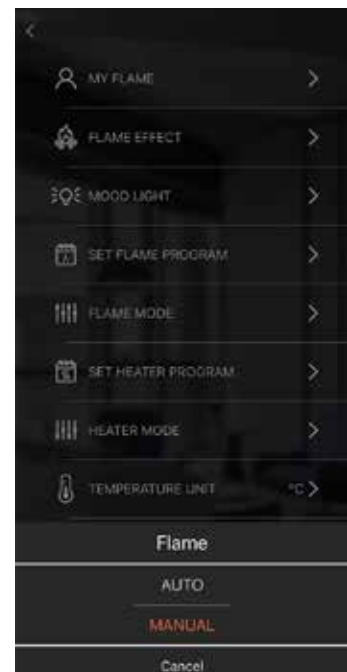 MY FLAME
FLAME EFFECT
MOOD LIGHT
SET FLAME PROGRAM
FLAME MODE
SET HEATER PROGRAM
HEATER MODE
TEMPERATURE UNIT °C
Flame
AUTO
MANUAL
Cancel